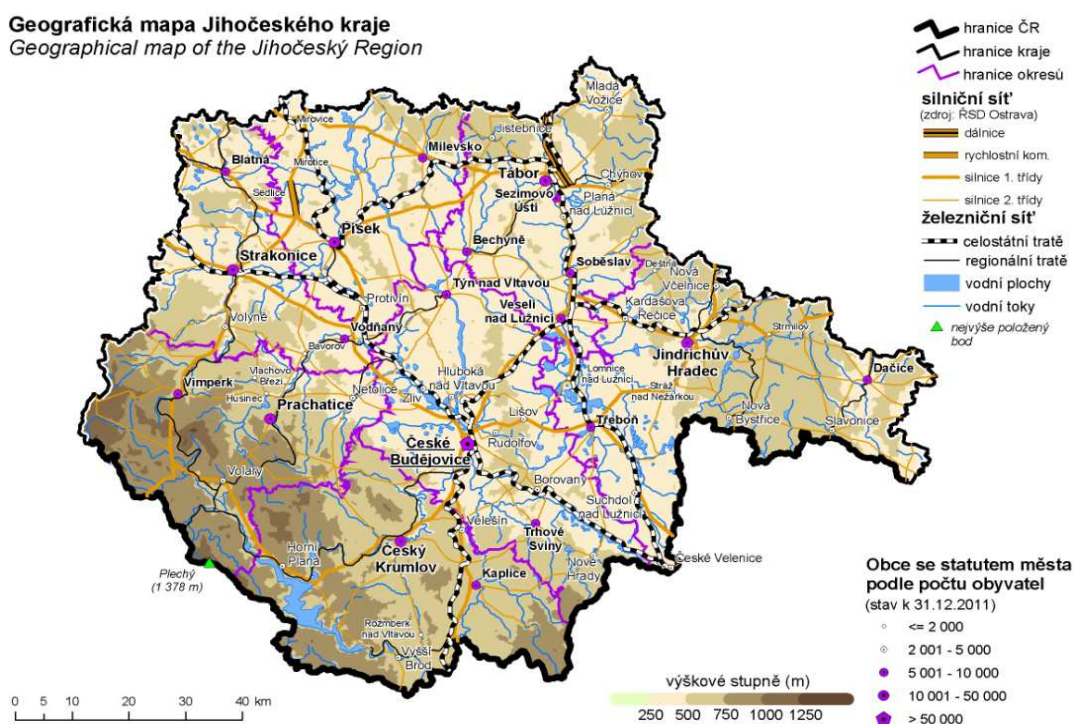 Geografická mapa Jihočeského kraje
Geographical map of the Jihočeský Region
hranice ČR
hranice kraje
hranice okresů
silniční síť
(zdroj: ŘSD Ostrava)
dálnice
rychlostní kom.
silnice 1. třídy
silnice 2. třídy
železniční síť
celostátní tratě
regionální tratě
vodní plochy
vodní toky
nejvýše položený
bod
Mladá
Vožice
Mirovice
Jistebnice
Milevsko
Blatná
Mirotice
Tábor
Chýnov
Sedlice
Sezimovo
Ústí
Planá
nad Lužnicí
Písek
Bechyně
Strakonice
Soběslav
Deštná
Nová
Včelnice
Týn nad Vltavou
Protivín
Kardašova
Řečice
Volyně
Veselí
nad Lužnicí
Vodňany
Strmilov
Bavorov
Jindřichův
Hradec
Vlachovo
Březí
Hluboká
nad Vltavou
Lomnice
nad Lužnicí
Dačice
Vimperk
Husinec
Netolice
Zliv
Stráž
nad Nežárkou
Prachatice
Lišov
Nová
Bystřice
Slavonice
Třeboň
České
Budějovice
Rudolfov
Volary
Borovany
Suchdol
nad Lužnicí
Velešín
Trhové
Sviny
Český
Krumlov
Horní
Planá
Nové
Hrady
České Velenice
Plechý
(1 378 m)
Kaplice
Rožmberk
nad Vltavou
Vyšší
Brod
Obce se statutem města
podle počtu obyvatel
(stav k 31.12.2011)
<= 2 000
2 001 - 5 000
5 001 - 10 000
10 001 - 50 000
> 50 000
výškové stupně (m)
250 500 750 1000 1250
0 5 10 20 30 40 km